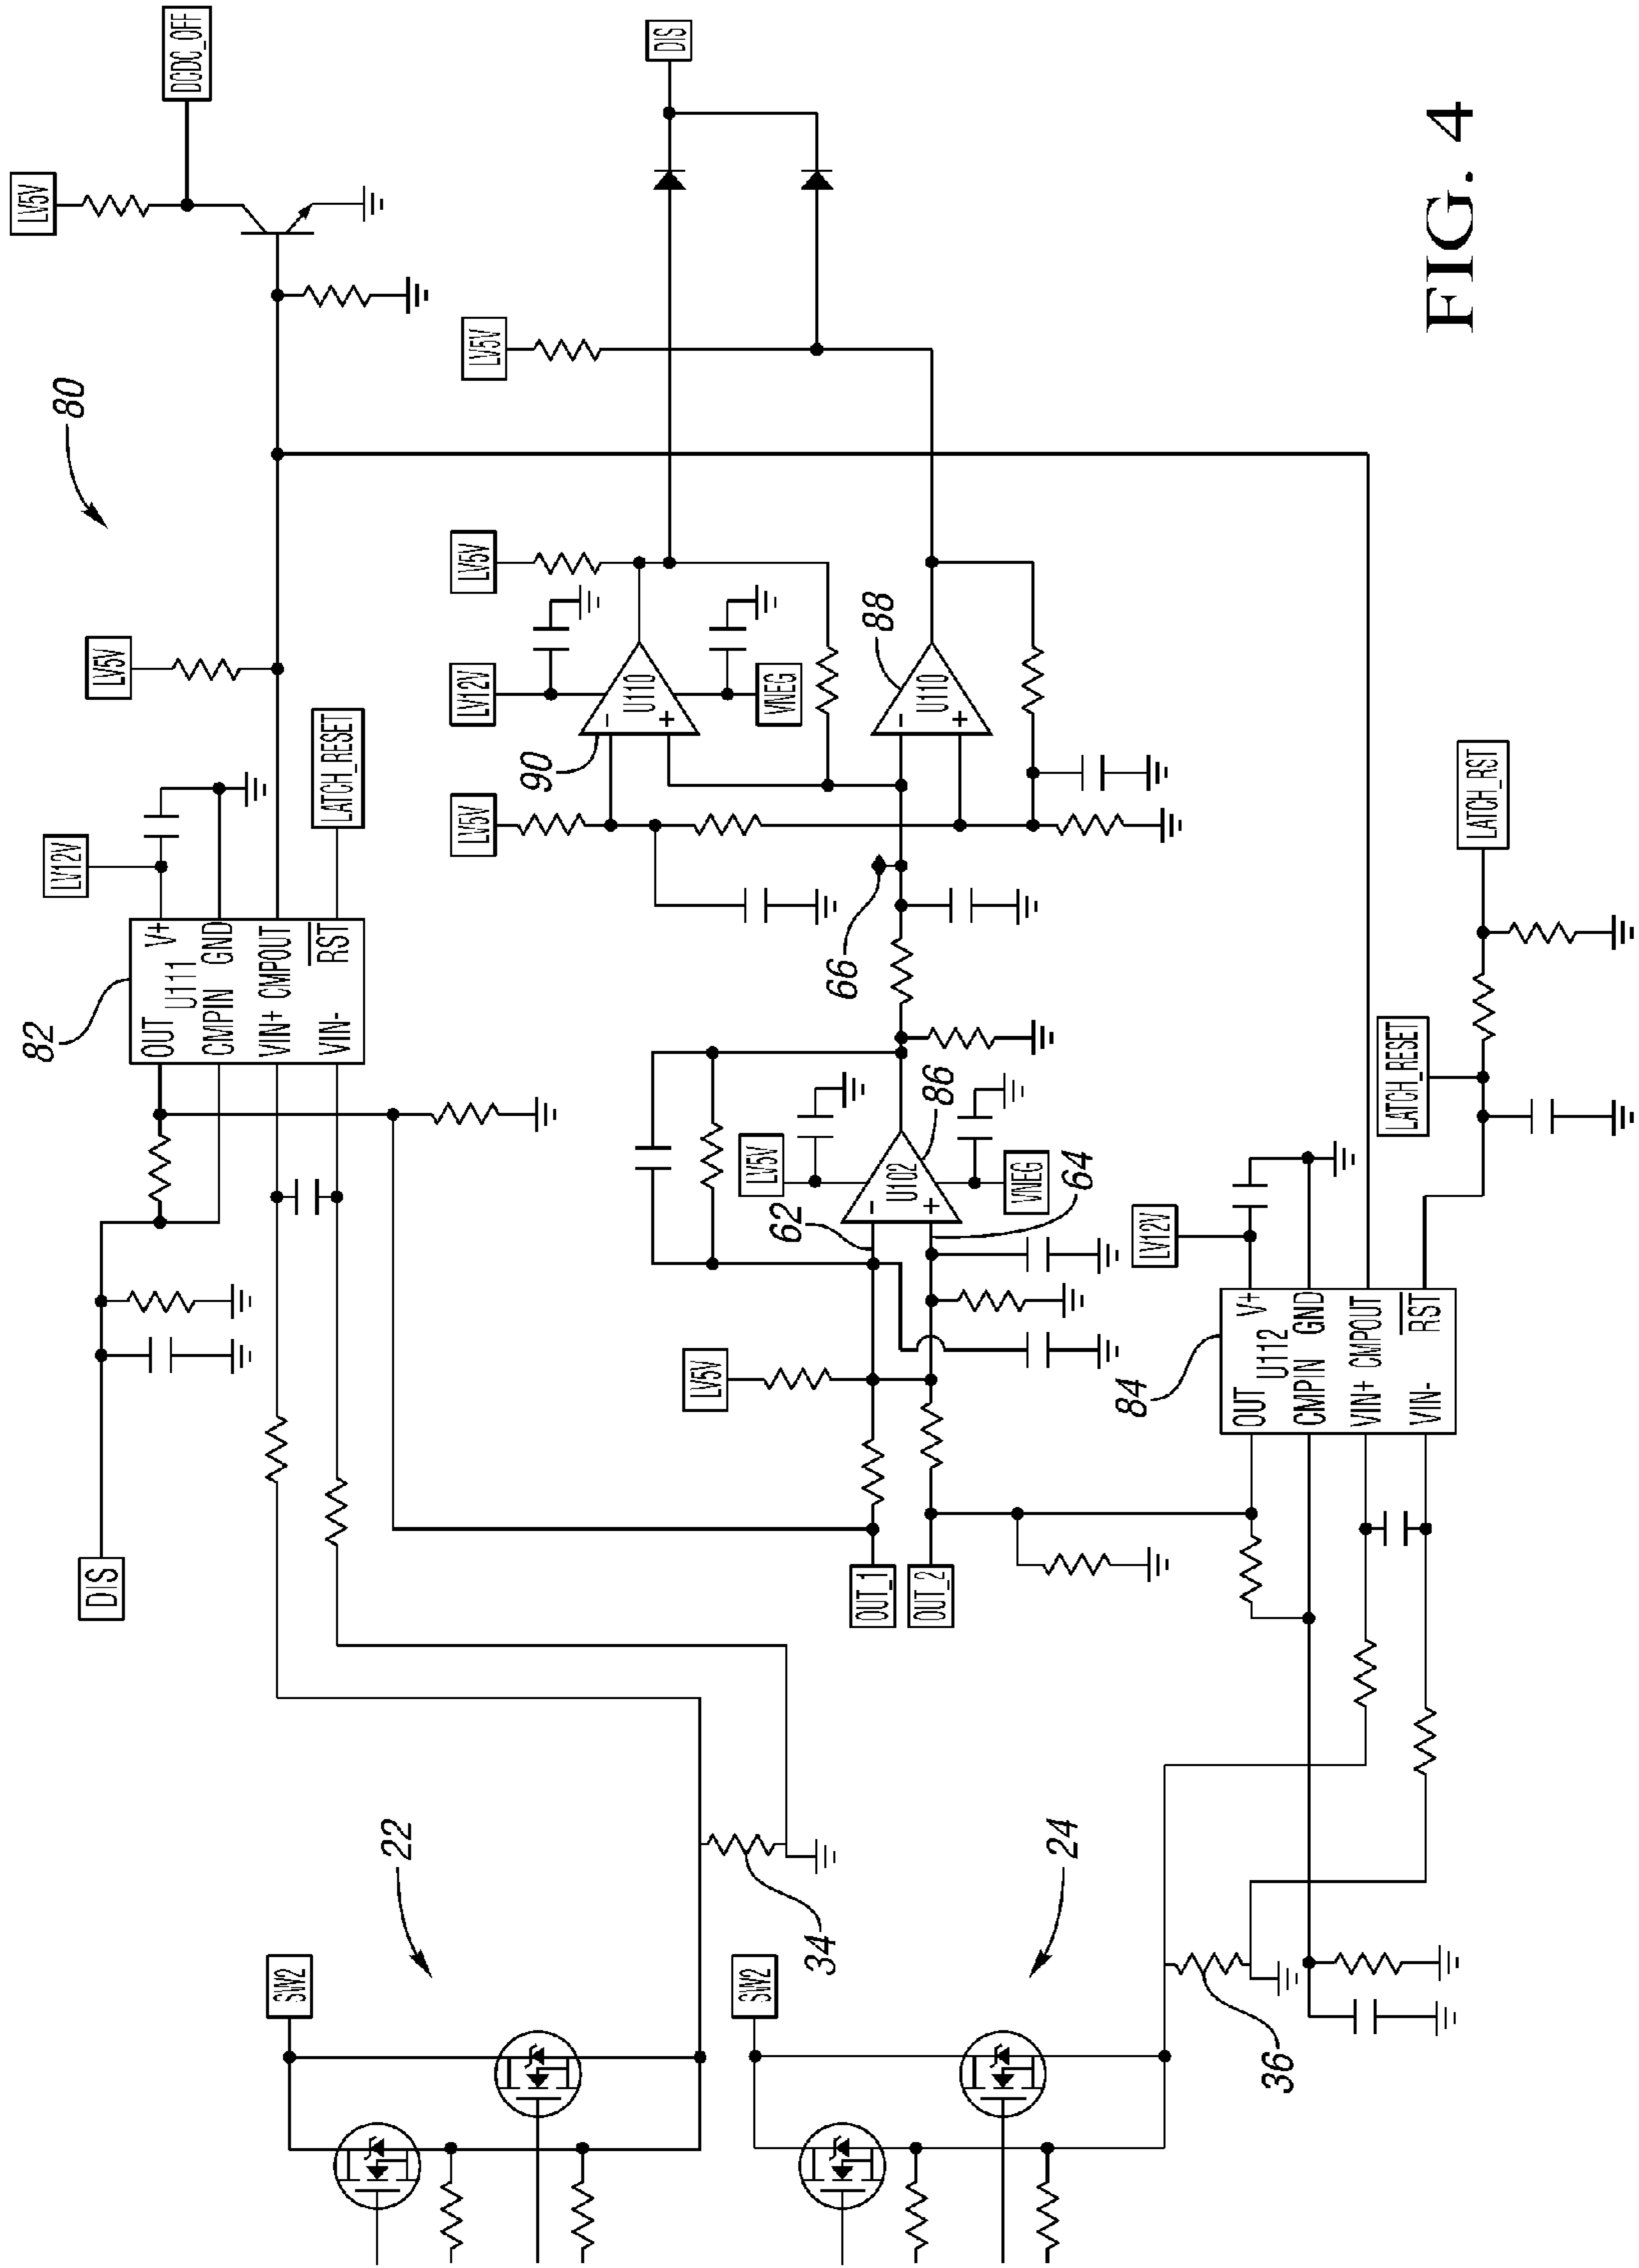 80
LV5V
DCDC_OFF
LV12V
LV5V
82
OUT V+
U111
CMPIN GND
VIN+ CMPOUT
VIN- RST
LATCH_RESET
DIS
LV5V
LV5V
DIS
LV12V
90
-
U110
+
VNEG
LV5V
88
-
U110
+
66
LV5V
62
-
U102
+
86
64
VNEG
LV5V
OUT_1
OUT_2
22
SW2
34
24
SW2
36
84
LV12V
OUT V+
U112
CMPIN GND
VIN+ CMPOUT
VIN- RST
LATCH_RESET
LATCH_RST
FIG. 4